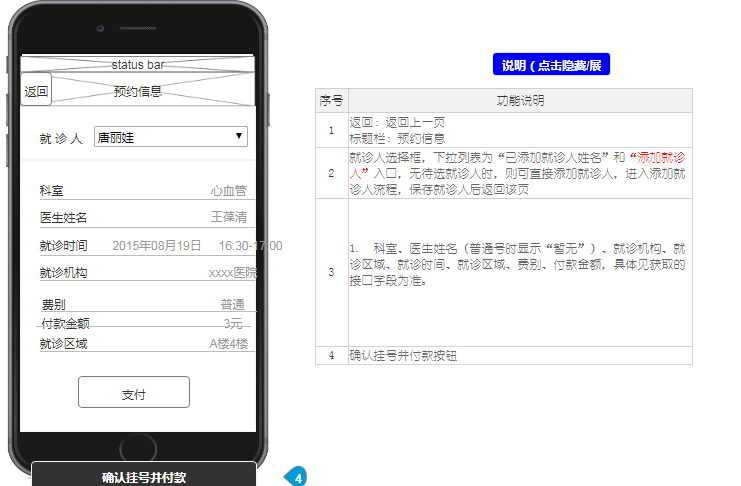 status bar
返回 预约信息
就 诊 人 唐丽娃
科室 心血管
医生姓名 王葆清
就诊时间 2015年08月19日 16:30-17:00
就诊机构 xxxx医院
费别 普通
付款金额 3元
就诊区域 A楼4楼
支付
确认挂号并付款
4
说明（点击隐藏/展
序号 功能说明
1 返回：返回上一页
标题栏：预约信息
2 就诊人选择框，下拉列表为“已添加就诊人姓名”和“添加就诊
人”入口，无待选就诊人时，则可直接添加就诊人，进入添加就
诊人流程，保存就诊人后返回该页
3 1. 科室、医生姓名（普通号时显示“暂无”）、就诊机构、就
诊区域、就诊时间、就诊区域、费别、付款金额，具体见获取的
接口字段为准。
4 确认挂号并付款按钮